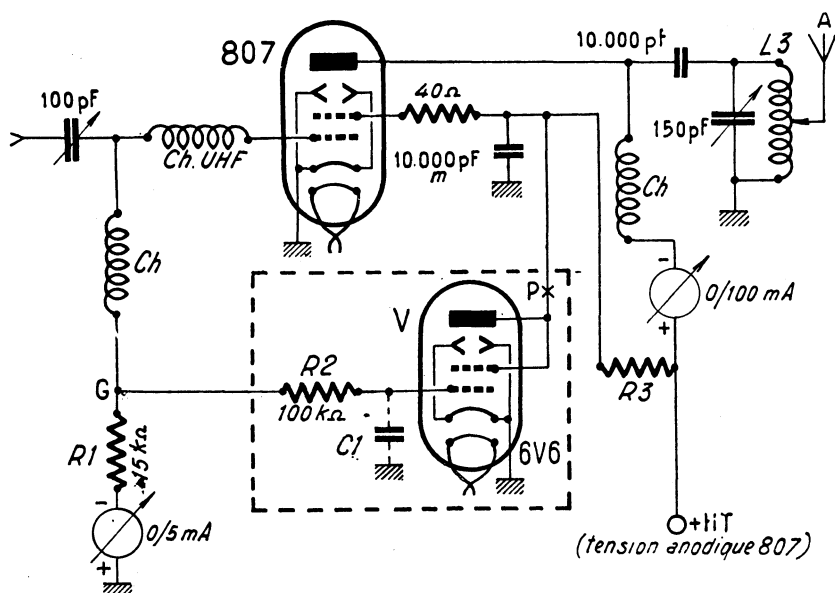 807
10.000 pf
L3
A
100 pF
40Ω
150 pF
Ch. UHF
10.000 pF
m
Ch
Ch
-
0/100 mA
+
P
V
G
R2
100 kΩ
R3
R1
15 kΩ
C1
6V6
-
0/5 mA
+
+HT
(tension anodique 807)